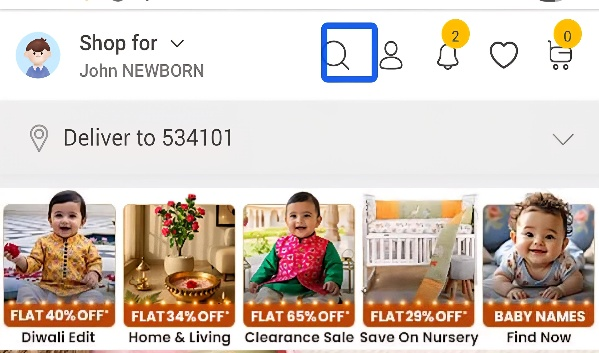 Shop for
John NEWBORN
2
0
Deliver to 534101
FLAT 40% OFF*
FLAT 34% OFF*
FLAT 65% OFF*
FLAT 29% OFF*
BABY NAMES
Diwali Edit
Home & Living
Clearance Sale
Save On Nursery
Find Now